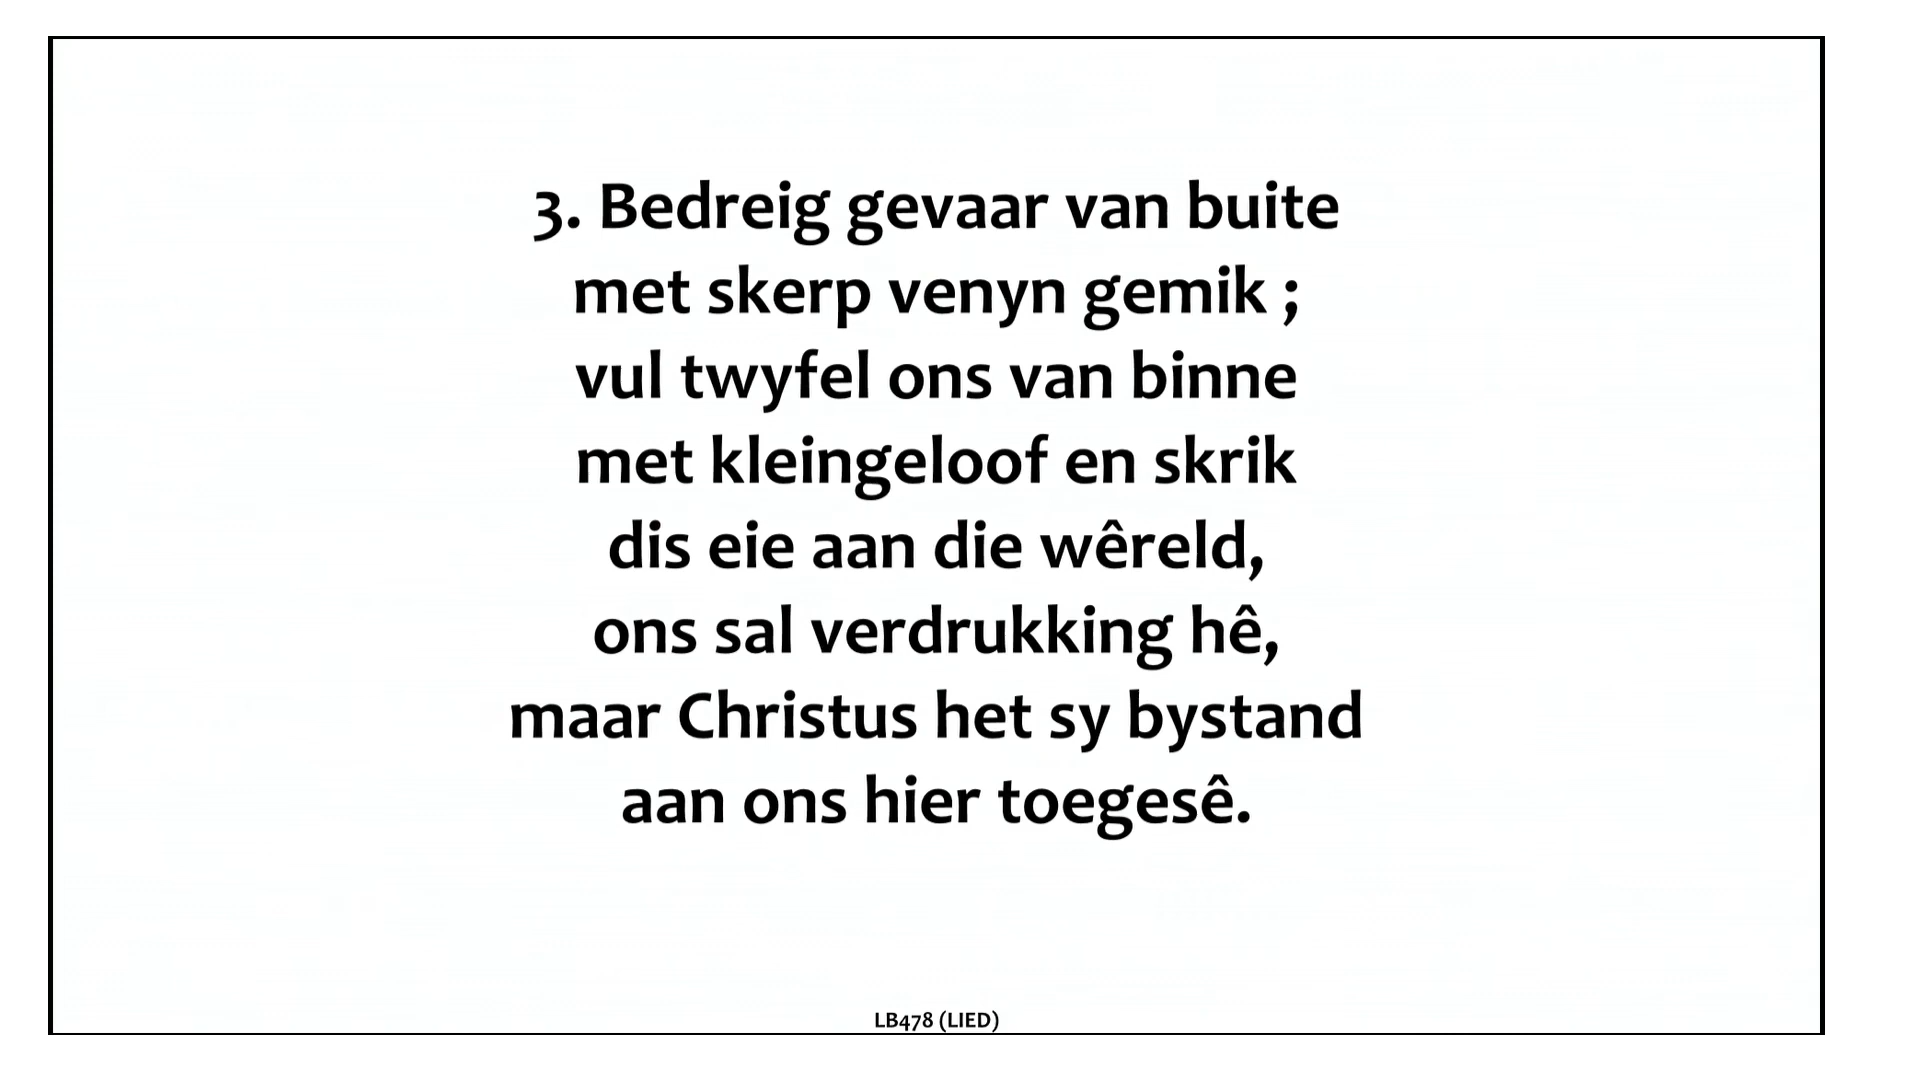 3. Bedreig gevaar van buite
met skerp venyn gemik ;
vul twyfel ons van binne
met kleingeloof en skrik
dis eie aan die wêreld,
ons sal verdrukking hê,
maar Christus het sy bystand
aan ons hier toegesê.
LB478 (LIED)